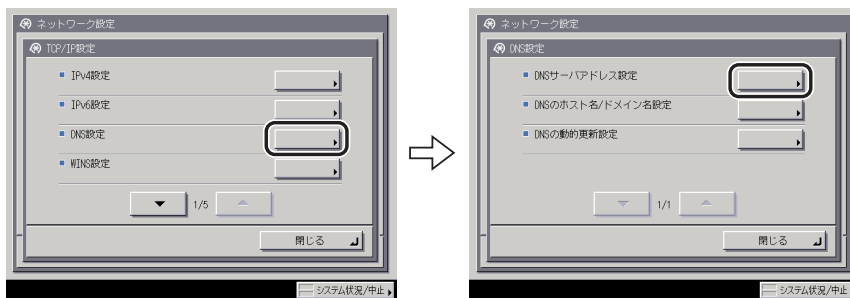 ネットワーク設定
TCP/IP設定
IPv4設定
IPv6設定
DNS設定
WINS設定
1/5
閉じる
システム状況/中止
ネットワーク設定
DNS設定
DNSサーバアドレス設定
DNSのホスト名/ドメイン名設定
DNSの動的更新設定
1/1
閉じる
システム状況/中止